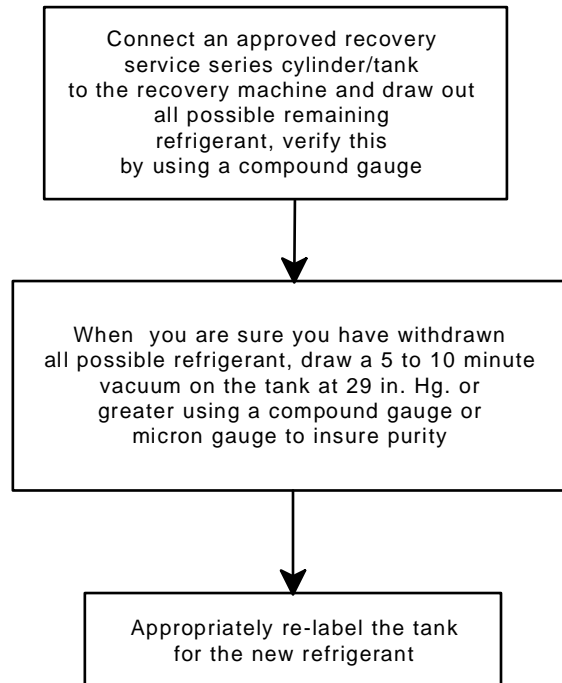 Connect an approved recovery
service series cylinder/tank
to the recovery machine and draw out
all possible remaining
refrigerant, verify this
by using a compound gauge
When you are sure you have withdrawn
all possible refrigerant, draw a 5 to 10 minute
vacuum on the tank at 29 in. Hg. or
greater using a compound gauge or
micron gauge to insure purity
Appropriately re-label the tank
for the new refrigerant